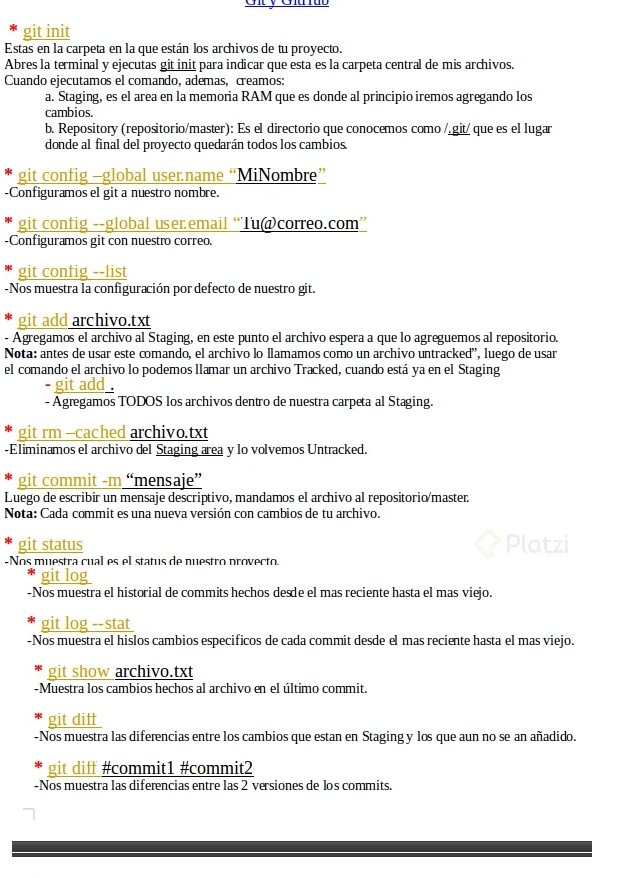 Git y GitHub
* git init
Estas en la carpeta en la que están los archivos de tu proyecto.
Abres la terminal y ejecutas git init para indicar que esta es la carpeta central de mis archivos.
Cuando ejecutamos el comando, ademas, creamos:
a. Staging, es el area en la memoria RAM que es donde al principio iremos agregando los
cambios.
b. Repository (repositorio/master): Es el directorio que conocemos como /.git/ que es el lugar
donde al final del proyecto quedarán todos los cambios.
* git config –global user.name “MiNombre”
-Configuramos el git a nuestro nombre.
* git config --global user.email “Tu@correo.com”
-Configuramos git con nuestro correo.
* git config --list
-Nos muestra la configuración por defecto de nuestro git.
* git add archivo.txt
- Agregamos el archivo al Staging, en este punto el archivo espera a que lo agreguemos al repositorio.
Nota: antes de usar este comando, el archivo lo llamamos como un archivo untracked”, luego de usar
el comando el archivo lo podemos llamar un archivo Tracked, cuando está ya en el Staging
- git add .
- Agregamos TODOS los archivos dentro de nuestra carpeta al Staging.
* git rm –cached archivo.txt
-Eliminamos el archivo del Staging area y lo volvemos Untracked.
* git commit -m “mensaje”
Luego de escribir un mensaje descriptivo, mandamos el archivo al repositorio/master.
Nota: Cada commit es una nueva versión con cambios de tu archivo.
* git status
-Nos muestra cual es el status de nuestro proyecto.
Platzi
* git log
-Nos muestra el historial de commits hechos desde el mas reciente hasta el mas viejo.
* git log --stat
-Nos muestra el hislos cambios especificos de cada commit desde el mas reciente hasta el mas viejo.
* git show archivo.txt
-Muestra los cambios hechos al archivo en el último commit.
* git diff
-Nos muestra las diferencias entre los cambios que estan en Staging y los que aun no se an añadido.
* git diff #commit1 #commit2
-Nos muestra las diferencias entre las 2 versiones de los commits.